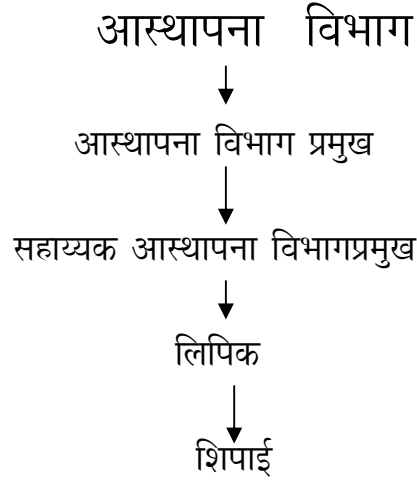 आस्थापना विभाग
आस्थापना विभाग प्रमुख
सहाय्यक आस्थापना विभागप्रमुख
लिपिक
शिपाई